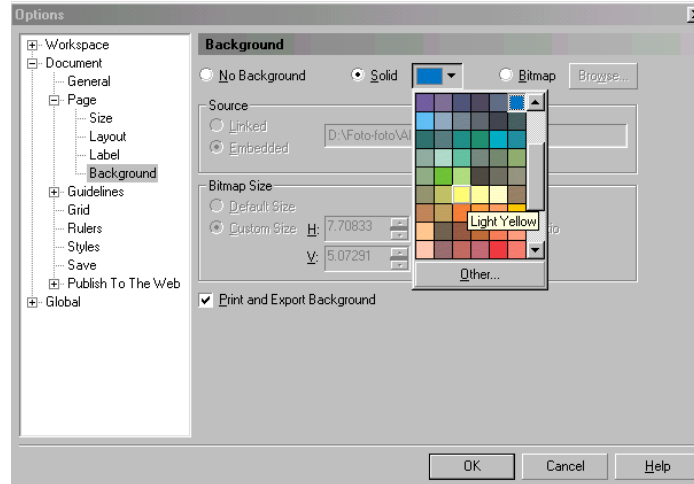 Options
Workspace
Document
General
Page
Size
Layout
Label
Background
Guidelines
Grid
Rulers
Styles
Save
Publish To The Web
Global
Background
No Background
Solid
Bitmap
Browse...
Source
Linked
Embedded
D:\Foto-foto\
Bitmap Size
Default Size
Custom Size
H: 7.70833
V: 5.07291
Light Yellow
Other...
Print and Export Background
OK Cancel Help